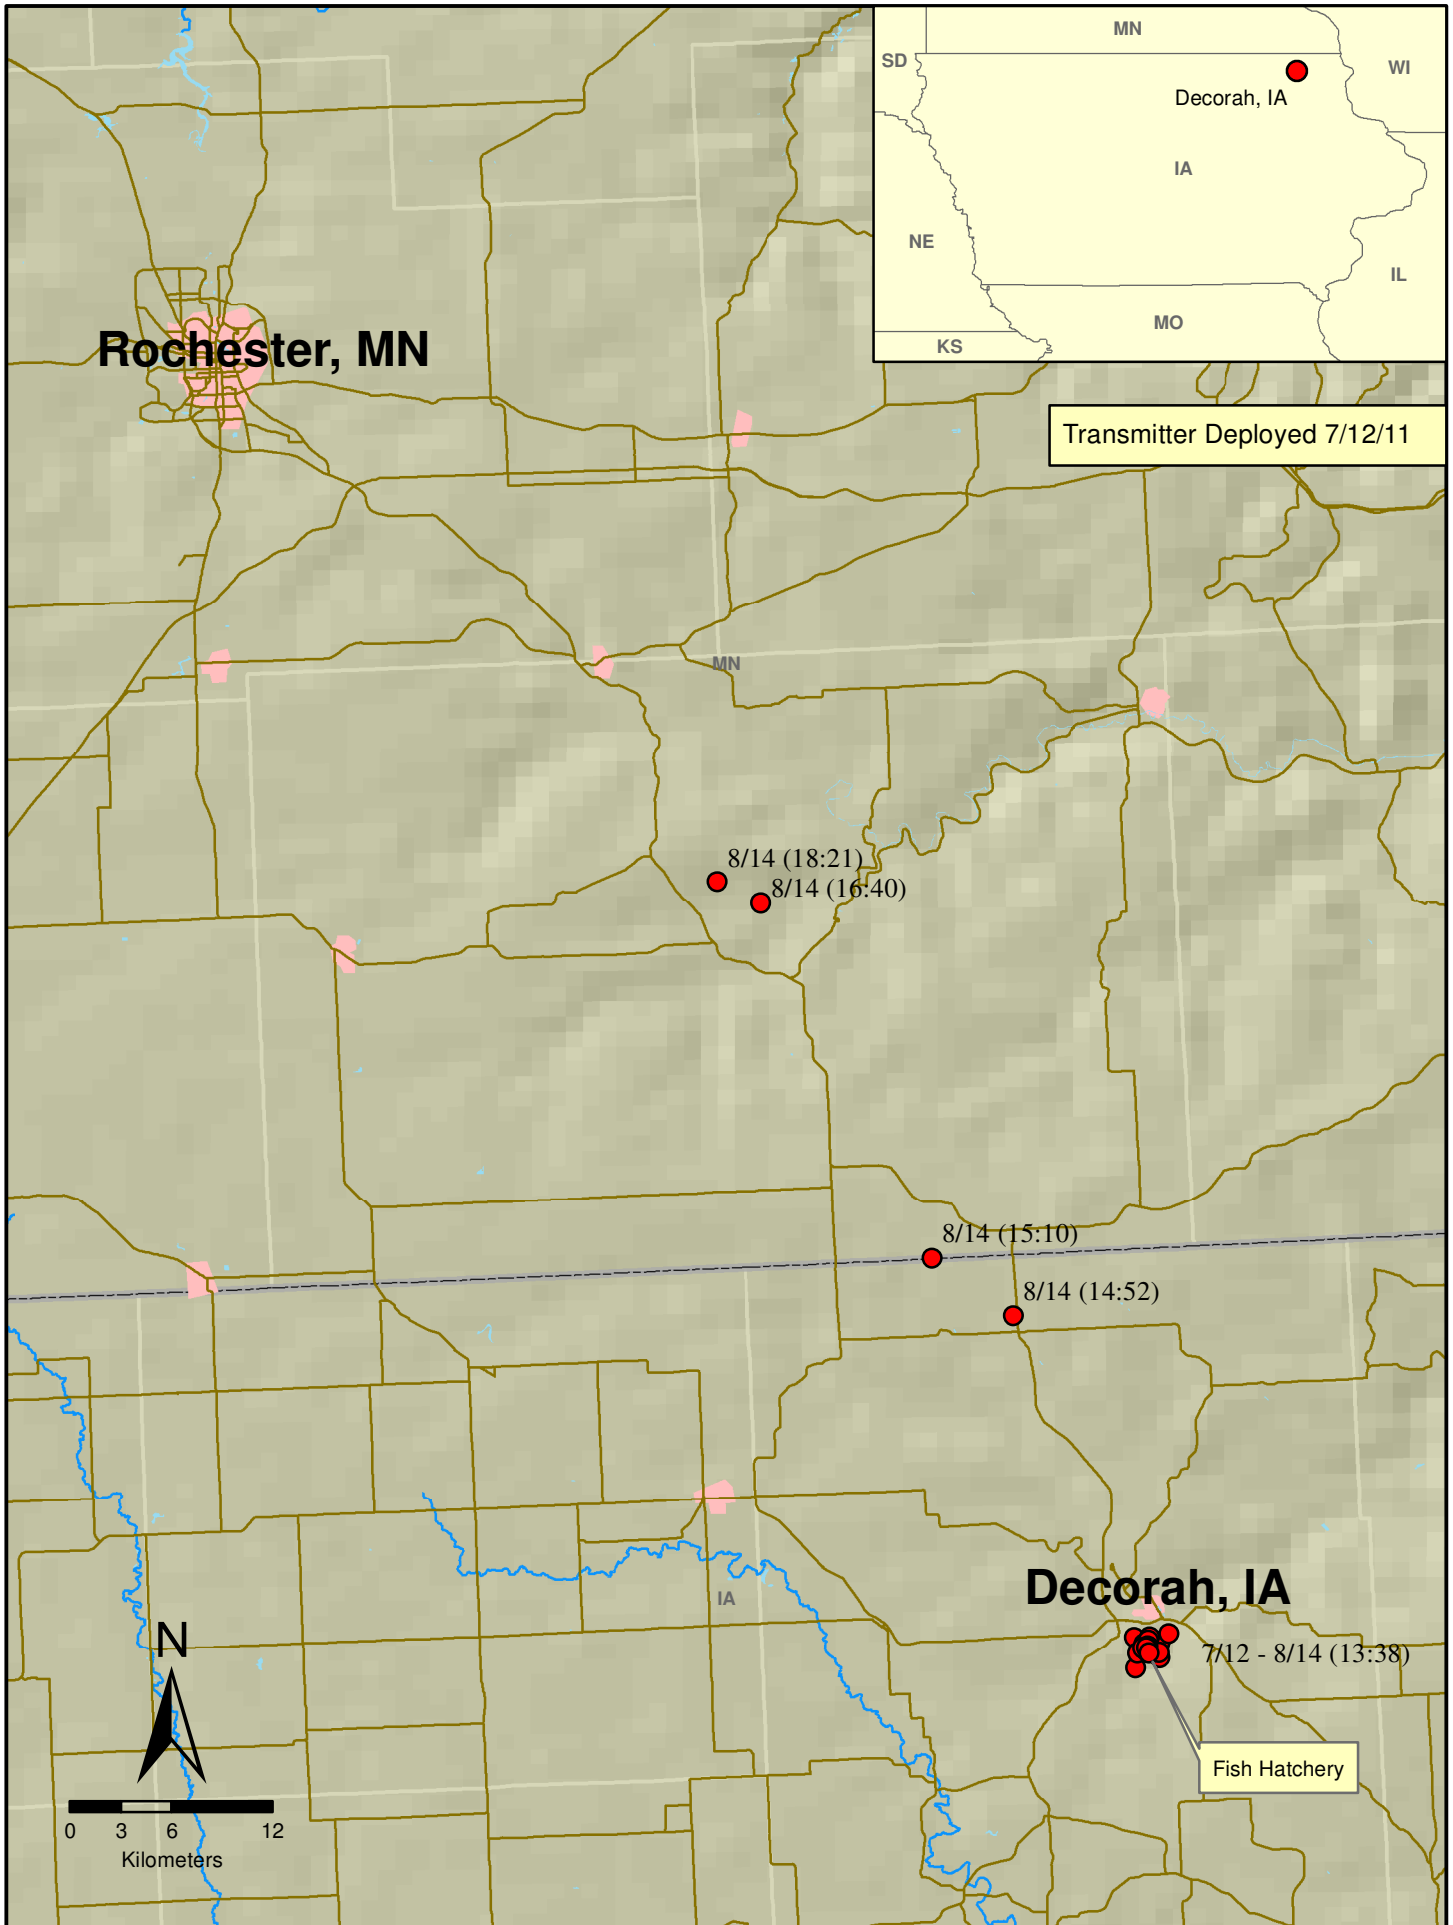 MN
SD
WI
Decorah, IA
IA
NE
IL
MO
KS
Rochester, MN
Transmitter Deployed 7/12/11
MN
8/14 (18:21)
8/14 (16:40)
8/14 (15:10)
8/14 (14:52)
Decorah, IA
IA
N
7/12 - 8/14 (13:38)
Fish Hatchery
0 3 6 12
Kilometers